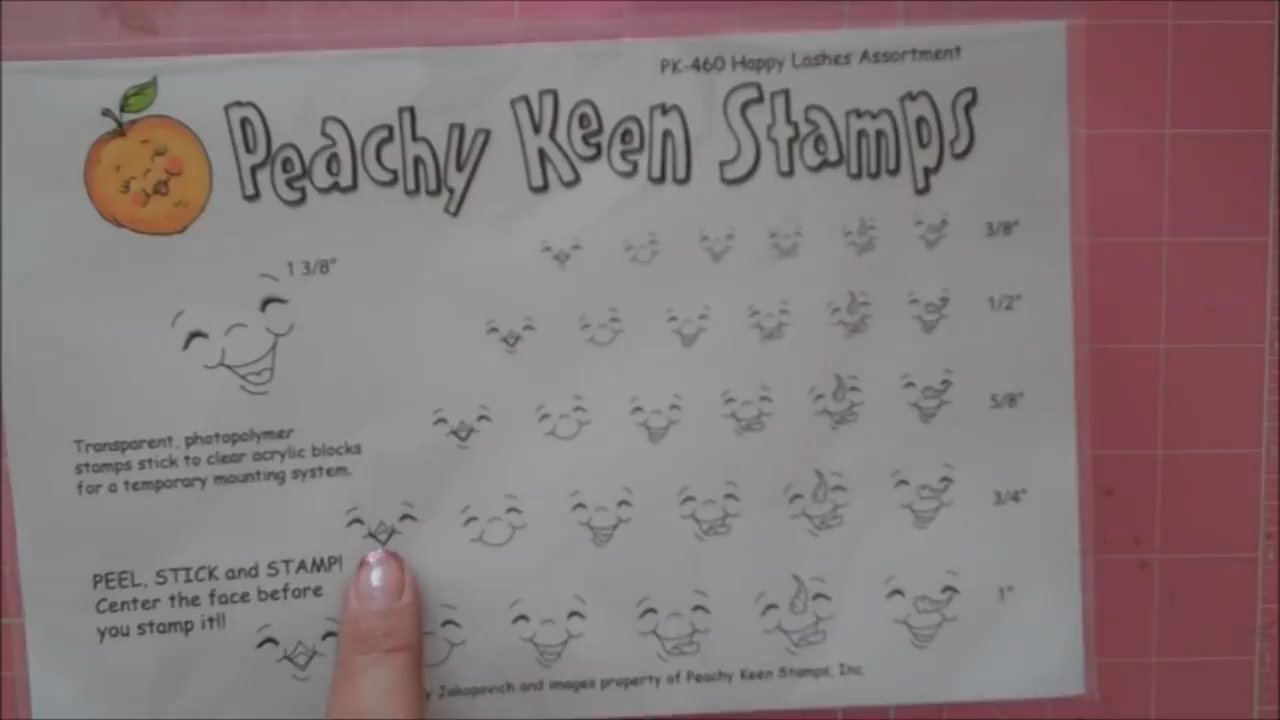 PK-460 Happy Lashes Assortment
Peachy Keen Stamps
3/8"
1 3/8"
1/2"
5/8"
Transparent, photopolymer
stamps stick to clear acrylic blocks
for a temporary mounting system.
3/4"
PEEL, STICK and STAMP!
Center the face before
you stamp it!!
1"
and images property of Peachy Keen Stamps, Inc.